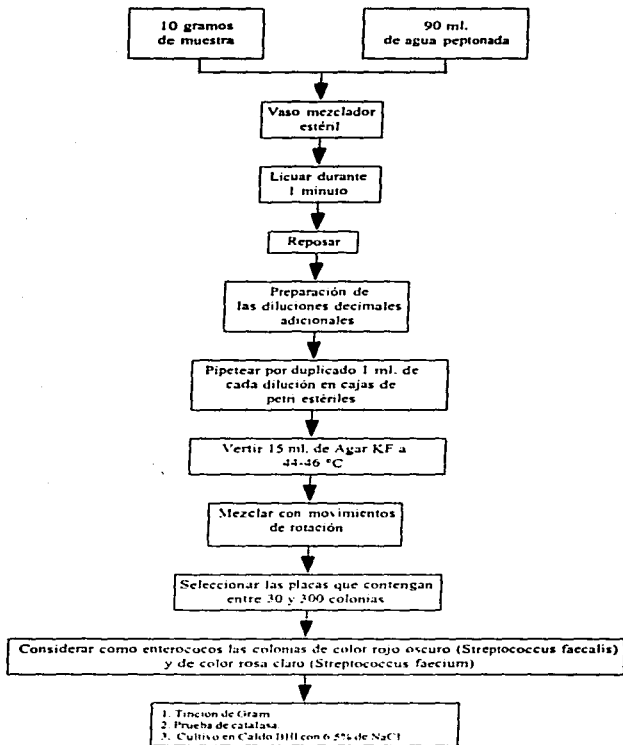 10 gramos
de muestra
90 ml.
de agua peptonada
Vaso mezclador
estéril
Licuar durante
1 minuto
Reposar
Preparación de
las diluciones decimales
adicionales
Pipetear por duplicado 1 ml. de
cada dilución en cajas de
petri estériles
Vertir 15 ml. de Agar KF a
44-46 °C
Mezclar con movimientos
de rotación
Seleccionar las placas que contengan
entre 30 y 300 colonias
Considerar como enterococos las colonias de color rojo oscuro (Streptococcus faecalis)
y de color rosa claro (Streptococcus faecium)
1. Tinción de Gram
2. Prueba de catalasa
3. Cultivo en Caldo BHI con 6.5% de NaCl